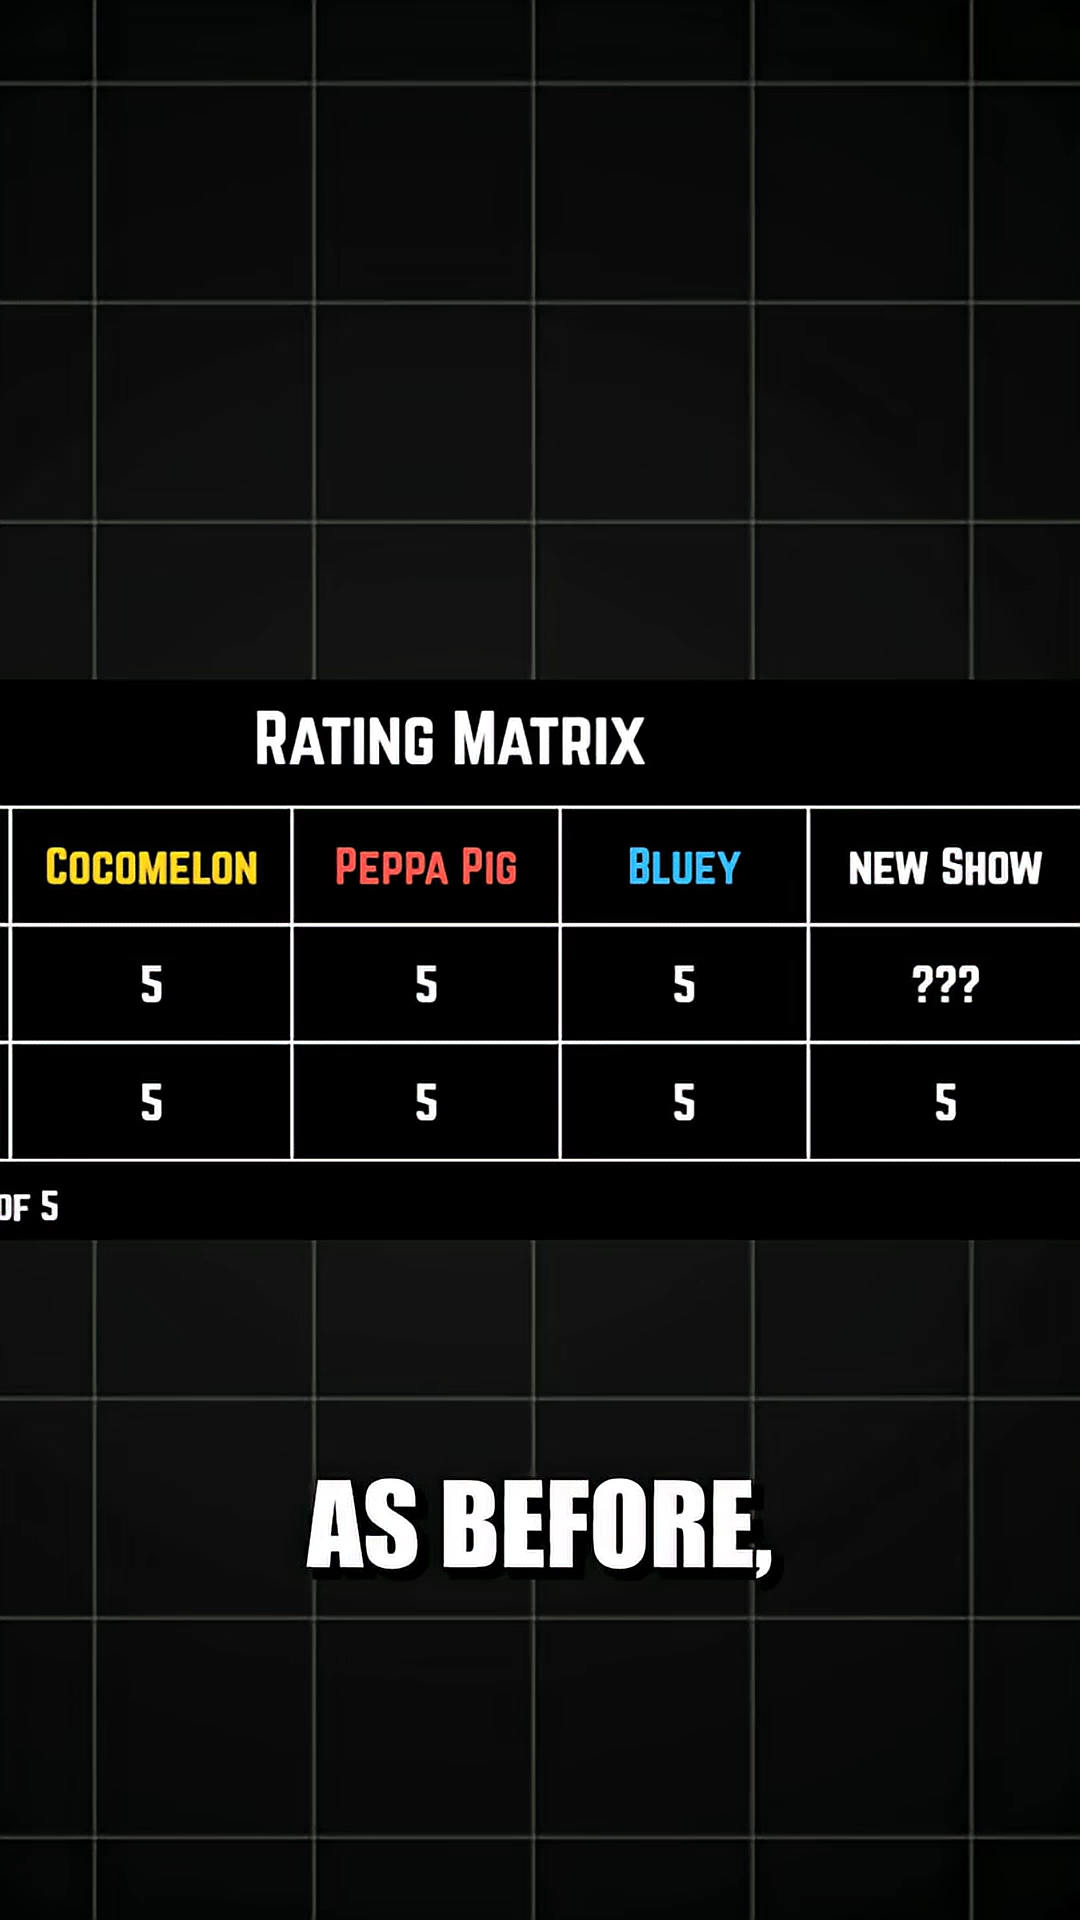 Rating Matrix
Cocomelon Peppa Pig Bluey new Show
5 5 5 ???
5 5 5 5
of 5
AS BEFORE,